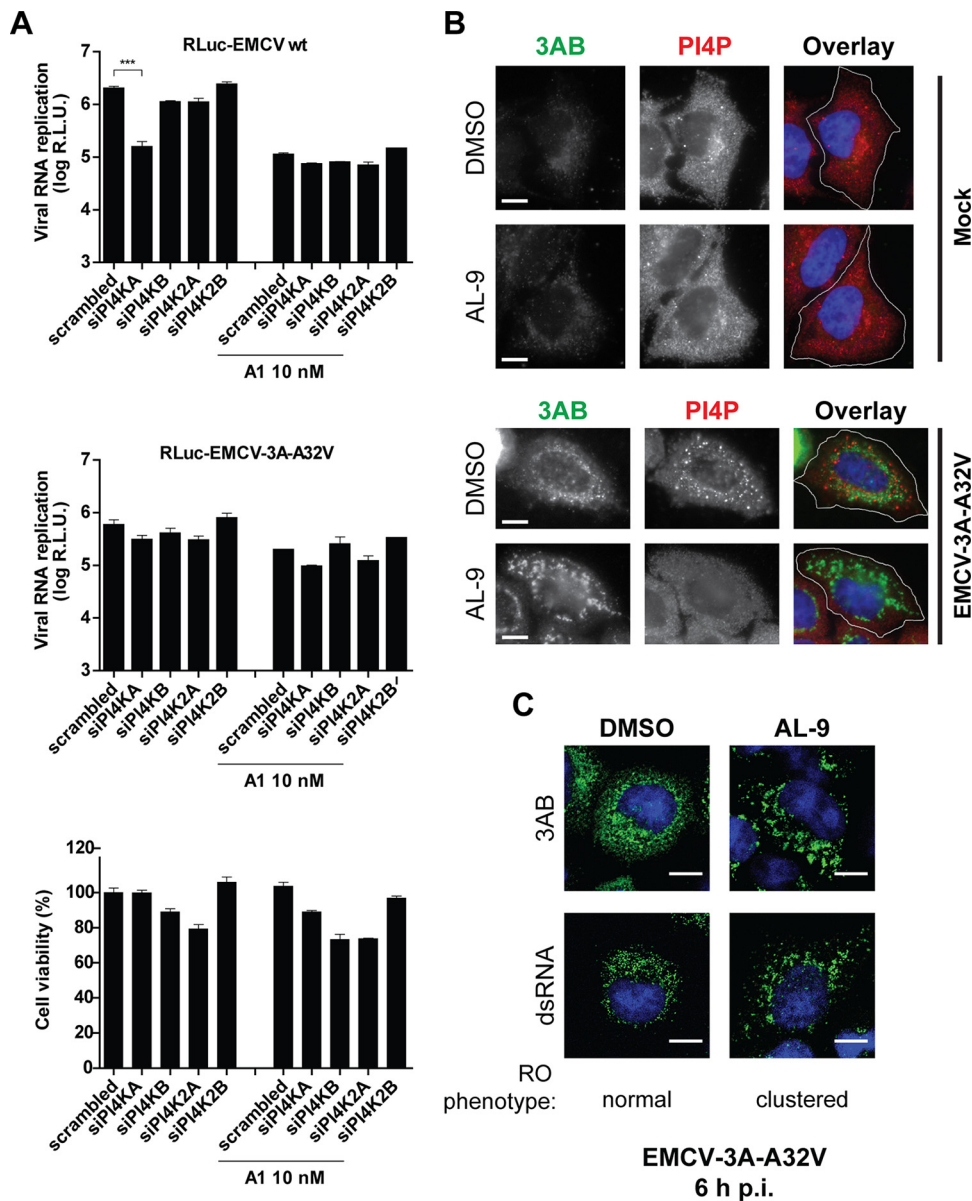 A
RLuc-EMCV wt
Viral RNA replication
(log R.L.U.)
7
6
5
4
3
***
scrambled
siPI4KA
siPI4KB
siPI4K2A
siPI4K2B
scrambled
siPI4KA
siPI4KB
siPI4K2A
siPI4K2B
A1 10 nM
RLuc-EMCV-3A-A32V
Viral RNA replication
(log R.L.U.)
7
6
5
4
3
scrambled
siPI4KA
siPI4KB
siPI4K2A
siPI4K2B
scrambled
siPI4KA
siPI4KB
siPI4K2A
siPI4K2B
A1 10 nM
Cell viability (%)
120
100
80
60
40
20
0
scrambled
siPI4KA
siPI4KB
siPI4K2A
siPI4K2B
scrambled
siPI4KA
siPI4KB
siPI4K2A
siPI4K2B
A1 10 nM
B
3AB PI4P Overlay
DMSO
AL-9
Mock
3AB PI4P Overlay
DMSO
AL-9
EMCV-3A-A32V
C
DMSO AL-9
3AB
dsRNA
RO
phenotype: normal clustered
EMCV-3A-A32V
6 h p.i.